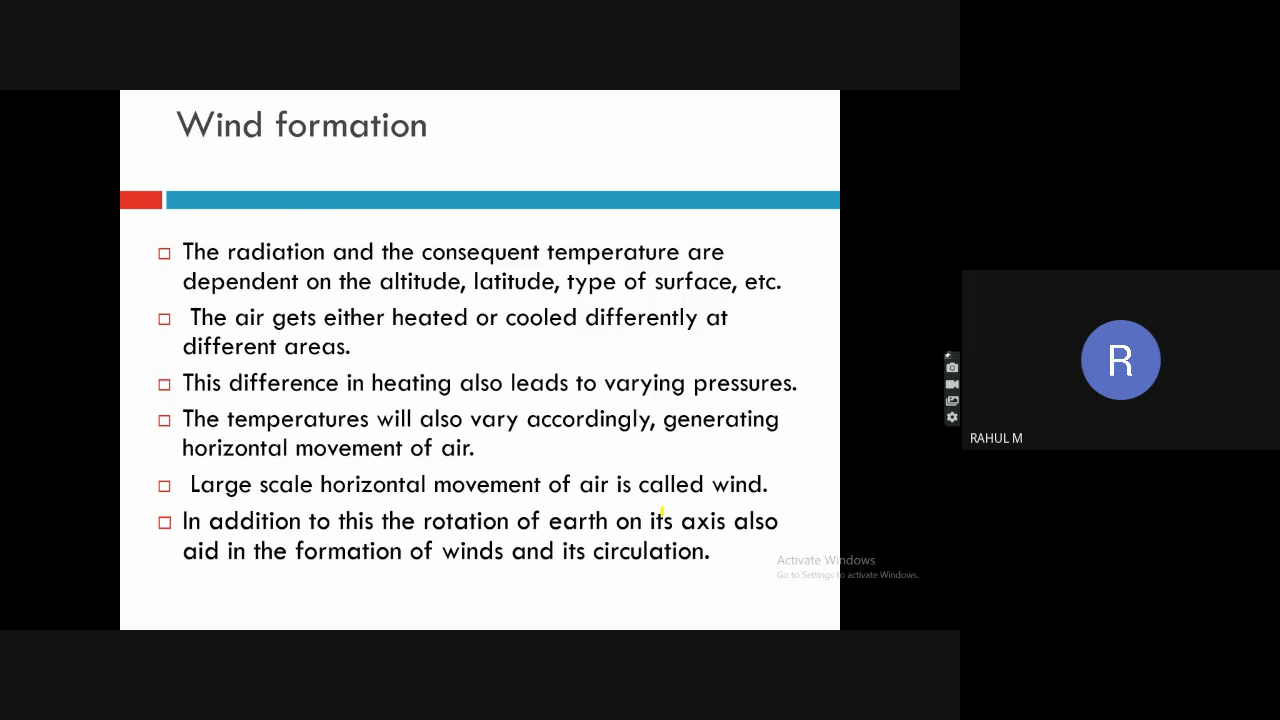 Wind formation
The radiation and the consequent temperature are
dependent on the altitude, latitude, type of surface, etc.
The air gets either heated or cooled differently at
different areas.
This difference in heating also leads to varying pressures.
The temperatures will also vary accordingly, generating
horizontal movement of air.
Large scale horizontal movement of air is called wind.
In addition to this the rotation of earth on its axis also
aid in the formation of winds and its circulation.
Activate Windows
Go to Settings to activate Windows.
R
RAHUL M